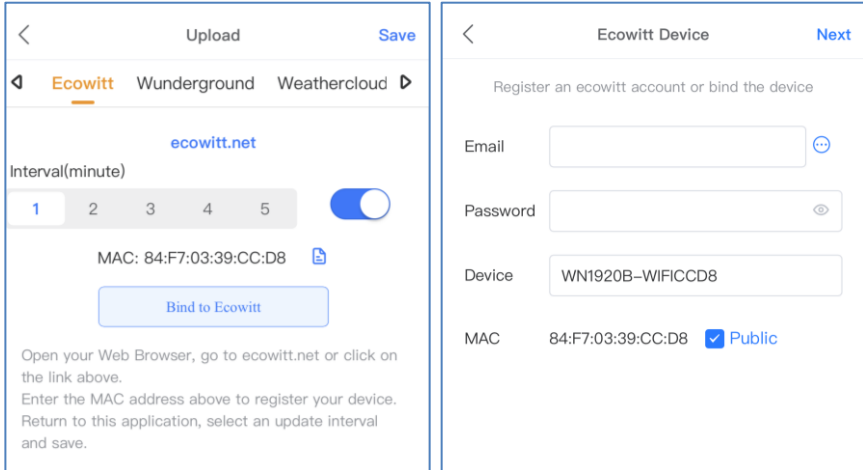 Upload
Save
Ecowitt
Wunderground
Weathercloud
ecowitt.net
Interval(minute)
1 2 3 4 5
MAC: 84:F7:03:39:CC:D8
Bind to Ecowitt
Open your Web Browser, go to ecowitt.net or click on
the link above.
Enter the MAC address above to register your device.
Return to this application, select an update interval
and save.
Ecowitt Device
Next
Register an ecowitt account or bind the device
Email
Password
Device WN1920B-WIFICCD8
MAC 84:F7:03:39:CC:D8 Public